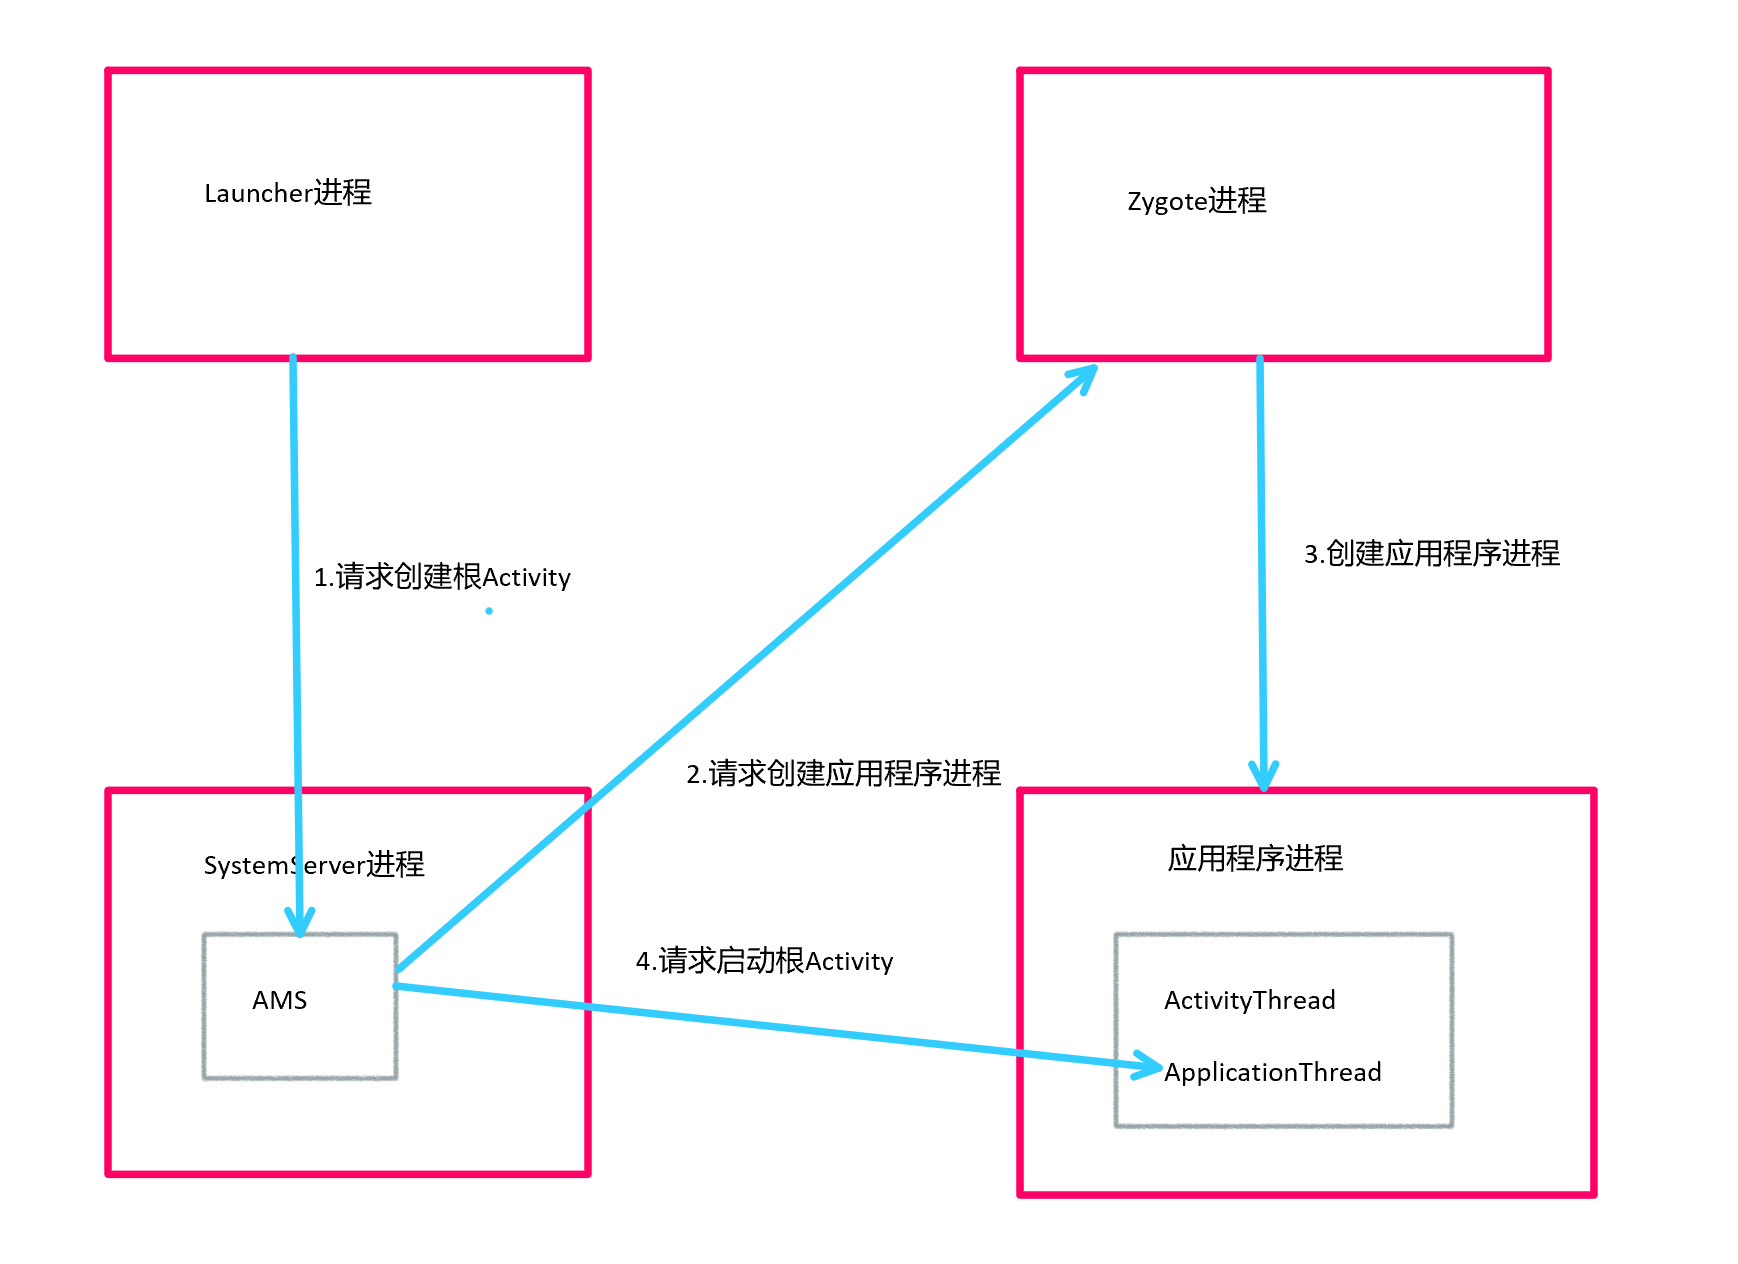 Launcher进程
Zygote进程
1.请求创建根Activity
3.创建应用程序进程
2.请求创建应用程序进程
SystemServer进程
应用程序进程
4.请求启动根Activity
AMS
ActivityThread
ApplicationThread